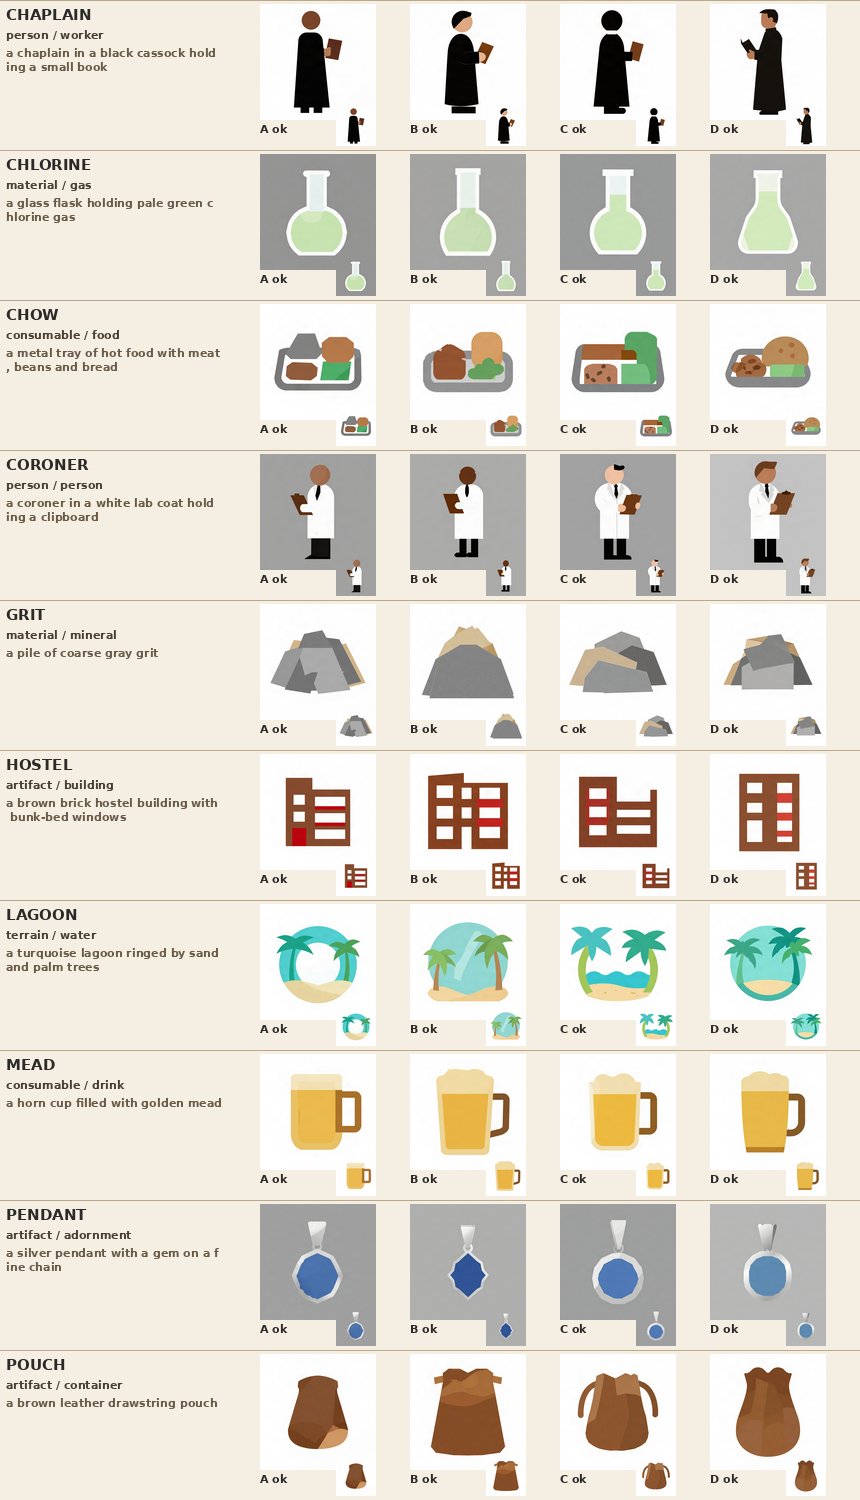 CHAPLAIN
person / worker
a chaplain in a black cassock hold
ing a small book
A ok
B ok
C ok
D ok
CHLORINE
material / gas
a glass flask holding pale green c
hlorine gas
A ok
B ok
C ok
D ok
CHOW
consumable / food
a metal tray of hot food with meat
, beans and bread
A ok
B ok
C ok
D ok
CORONER
person / person
a coroner in a white lab coat hold
ing a clipboard
A ok
B ok
C ok
D ok
GRIT
material / mineral
a pile of coarse gray grit
A ok
B ok
C ok
D ok
HOSTEL
artifact / building
a brown brick hostel building with
bunk-bed windows
A ok
B ok
C ok
D ok
LAGOON
terrain / water
a turquoise lagoon ringed by sand
and palm trees
A ok
B ok
C ok
D ok
MEAD
consumable / drink
a horn cup filled with golden mead
A ok
B ok
C ok
D ok
PENDANT
artifact / adornment
a silver pendant with a gem on a f
ine chain
A ok
B ok
C ok
D ok
POUCH
artifact / container
a brown leather drawstring pouch
A ok
B ok
C ok
D ok